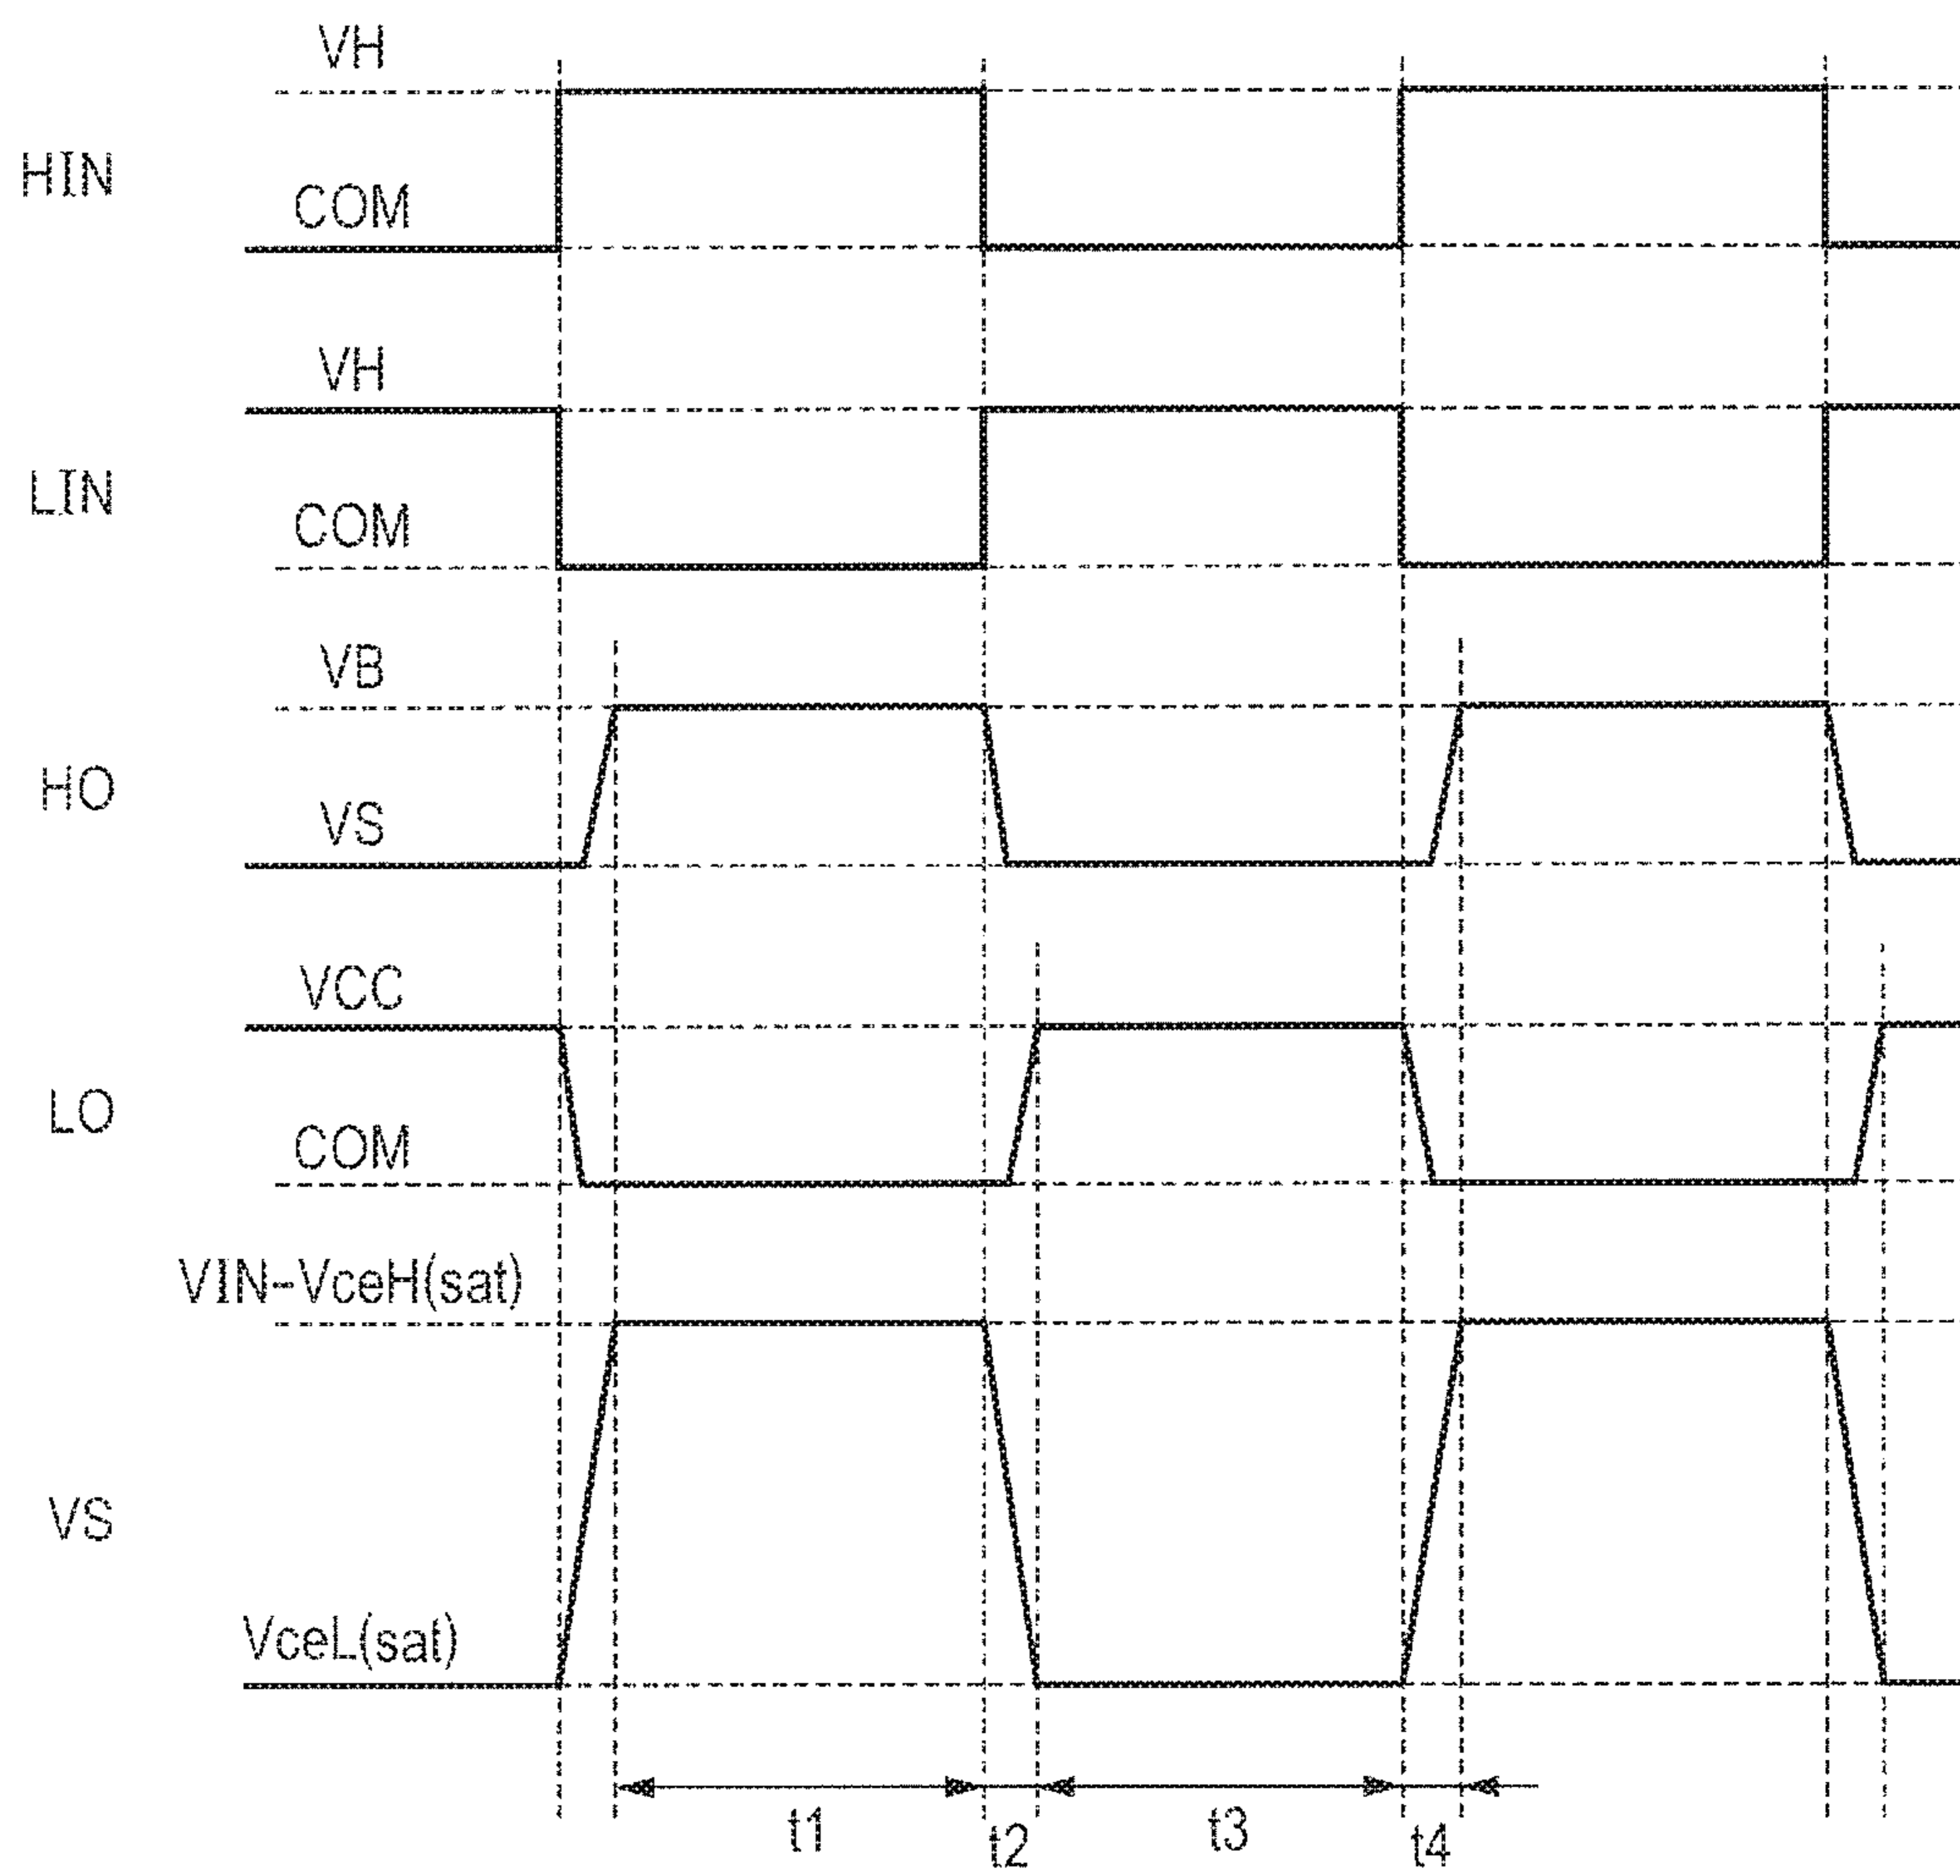 VH
HIN
COM
VH
LIN
COM
VB
HO
VS
VCC
LO
COM
VIN-VceH(sat)
VS
VceL(sat)
t1
t2
t3
t4